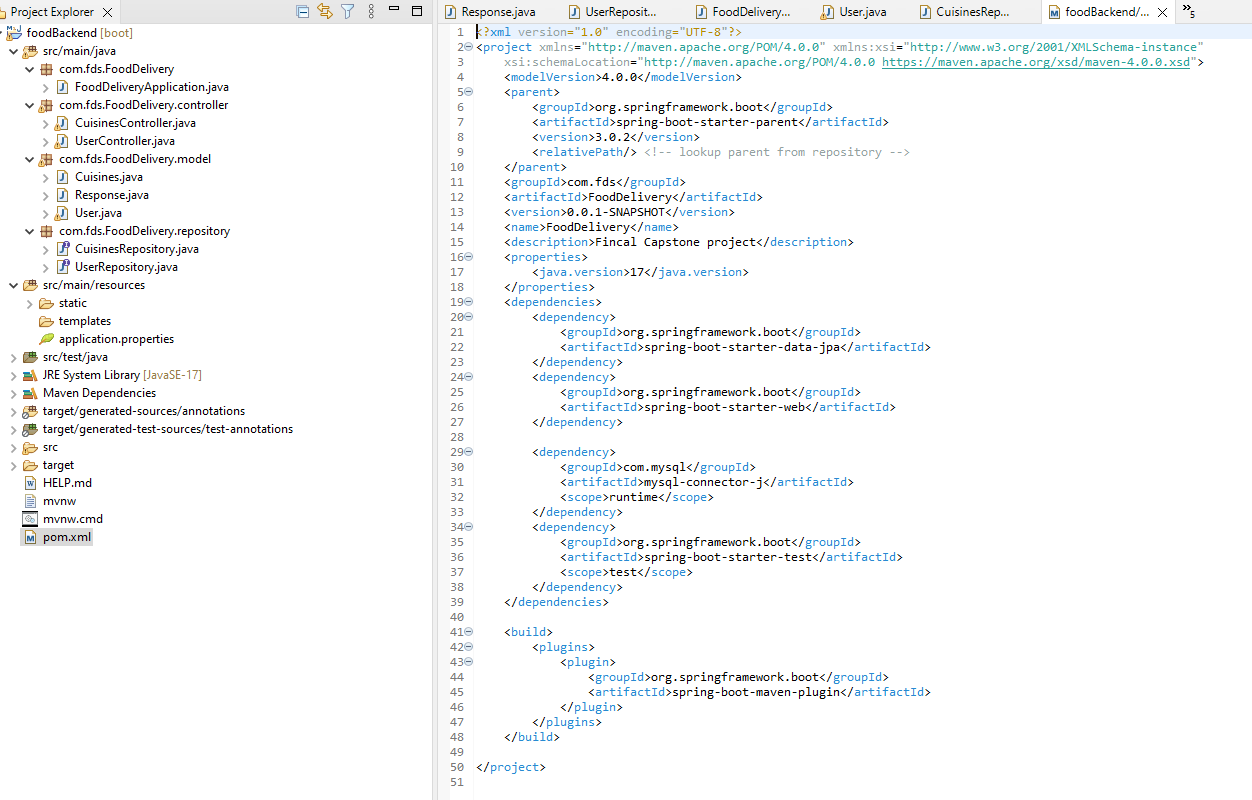 Project Explorer
foodBackend [boot]
src/main/java
com.fds.FoodDelivery
FoodDeliveryApplication.java
com.fds.FoodDelivery.controller
CuisinesController.java
UserController.java
com.fds.FoodDelivery.model
Cuisines.java
Response.java
User.java
com.fds.FoodDelivery.repository
CuisinesRepository.java
UserRepository.java
src/main/resources
static
templates
application.properties
src/test/java
JRE System Library [JavaSE-17]
Maven Dependencies
target/generated-sources/annotations
target/generated-test-sources/test-annotations
src
target
HELP.md
mvnw
mvnw.cmd
pom.xml
Response.java UserReposit... FoodDelivery... User.java CuisinesRep... foodBackend/... »5
1 <?xml version="1.0" encoding="UTF-8"?>
2 <project xmlns="http://maven.apache.org/POM/4.0.0" xmlns:xsi="http://www.w3.org/2001/XMLSchema-instance"
3 xsi:schemaLocation="http://maven.apache.org/POM/4.0.0 https://maven.apache.org/xsd/maven-4.0.0.xsd">
4 <modelVersion>4.0.0</modelVersion>
5 <parent>
6 <groupId>org.springframework.boot</groupId>
7 <artifactId>spring-boot-starter-parent</artifactId>
8 <version>3.0.2</version>
9 <relativePath/> <!-- lookup parent from repository -->
10 </parent>
11 <groupId>com.fds</groupId>
12 <artifactId>FoodDelivery</artifactId>
13 <version>0.0.1-SNAPSHOT</version>
14 <name>FoodDelivery</name>
15 <description>Fincal Capstone project</description>
16 <properties>
17 <java.version>17</java.version>
18 </properties>
19 <dependencies>
20 <dependency>
21 <groupId>org.springframework.boot</groupId>
22 <artifactId>spring-boot-starter-data-jpa</artifactId>
23 </dependency>
24 <dependency>
25 <groupId>org.springframework.boot</groupId>
26 <artifactId>spring-boot-starter-web</artifactId>
27 </dependency>
28
29 <dependency>
30 <groupId>com.mysql</groupId>
31 <artifactId>mysql-connector-j</artifactId>
32 <scope>runtime</scope>
33 </dependency>
34 <dependency>
35 <groupId>org.springframework.boot</groupId>
36 <artifactId>spring-boot-starter-test</artifactId>
37 <scope>test</scope>
38 </dependency>
39 </dependencies>
40
41 <build>
42 <plugins>
43 <plugin>
44 <groupId>org.springframework.boot</groupId>
45 <artifactId>spring-boot-maven-plugin</artifactId>
46 </plugin>
47 </plugins>
48 </build>
49
50 </project>
51